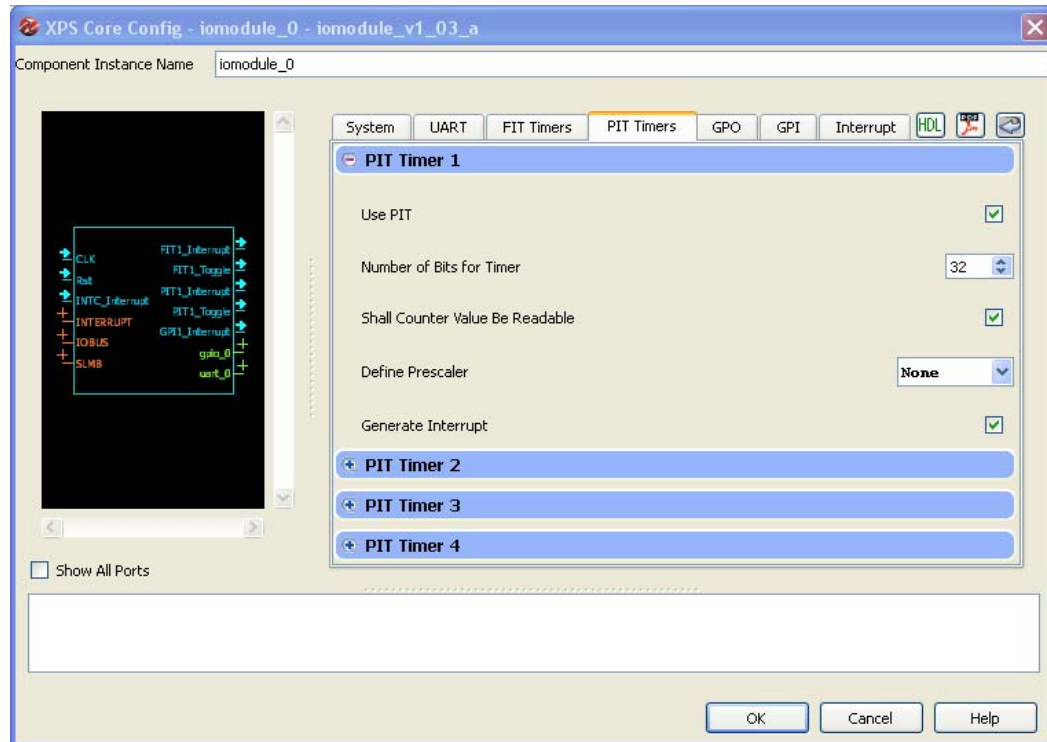 XPS Core Config - iomodule_0 - iomodule_v1_03_a
Component Instance Name iomodule_0
System UART FIT Timers PIT Timers GPO GPI Interrupt HDL PDF
PIT Timer 1
Use PIT
Number of Bits for Timer 32
Shall Counter Value Be Readable
Define Prescaler None
Generate Interrupt
PIT Timer 2
PIT Timer 3
PIT Timer 4
CLK
Rst
INTC_Interrupt
INTERRUPT
IOBUS
SLMB
FIT1_Interrupt
FIT1_Toggle
PIT1_Interrupt
PIT1_Toggle
GPI1_Interrupt
gpio_0
uart_0
Show All Ports
OK Cancel Help